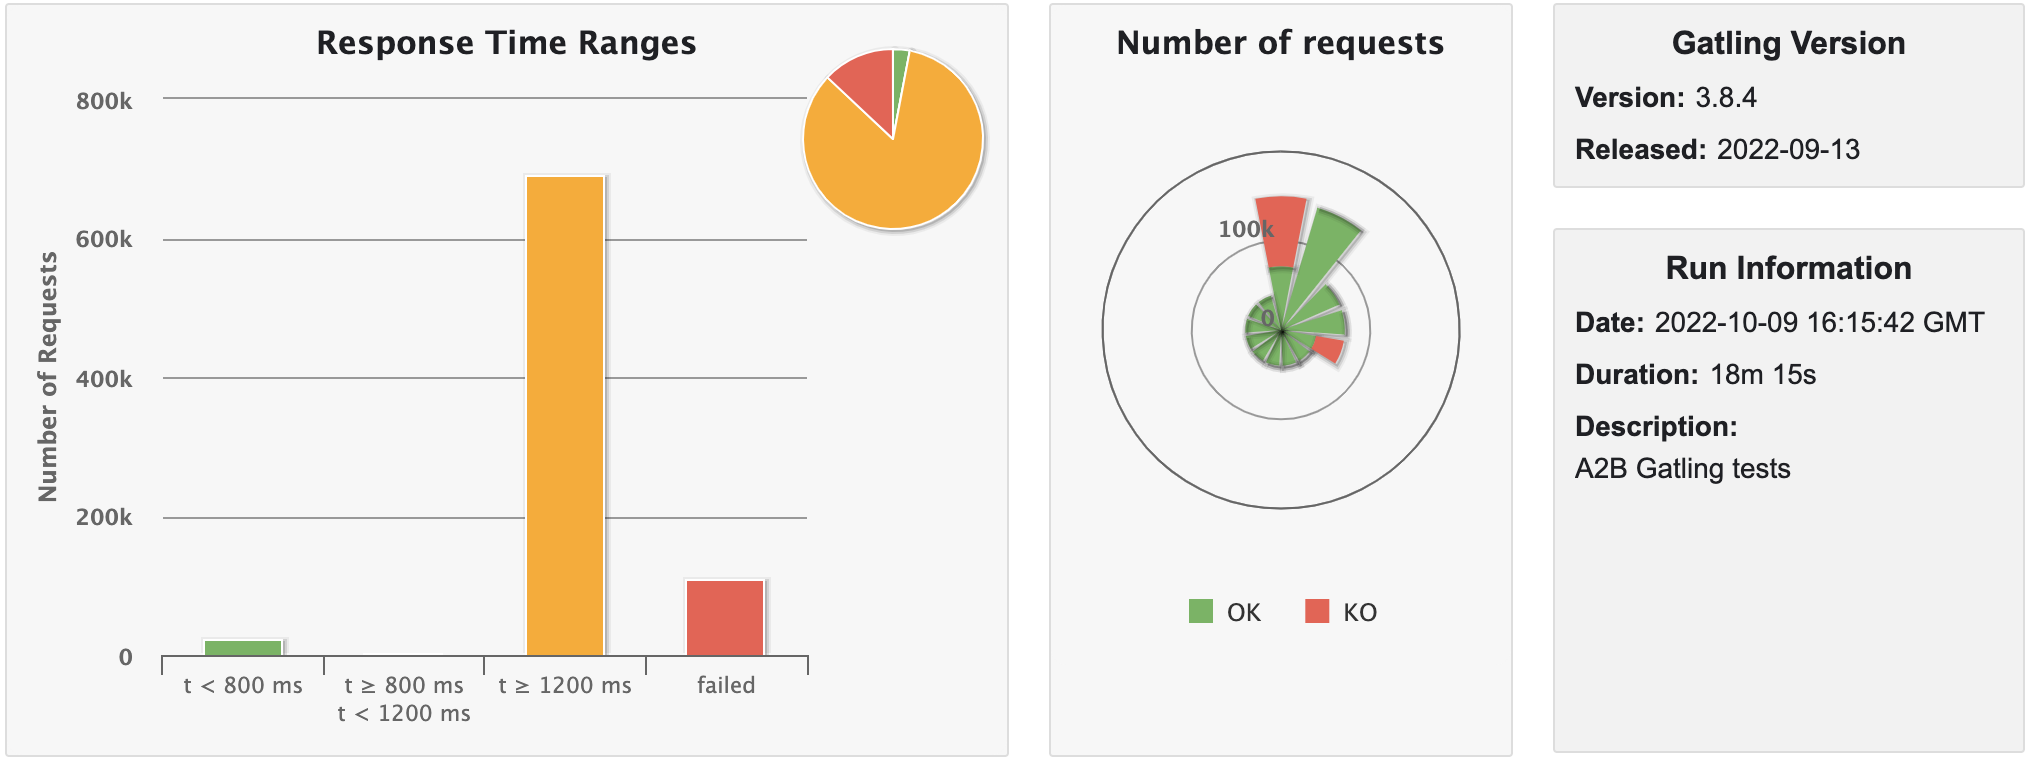 Response Time Ranges
Number of Requests
800k
600k
400k
200k
0
t < 800 ms
t ≥ 800 ms
t < 1200 ms
t ≥ 1200 ms
failed
Number of requests
100k
0
OK
KO
Gatling Version
Version: 3.8.4
Released: 2022-09-13
Run Information
Date: 2022-10-09 16:15:42 GMT
Duration: 18m 15s
Description:
A2B Gatling tests